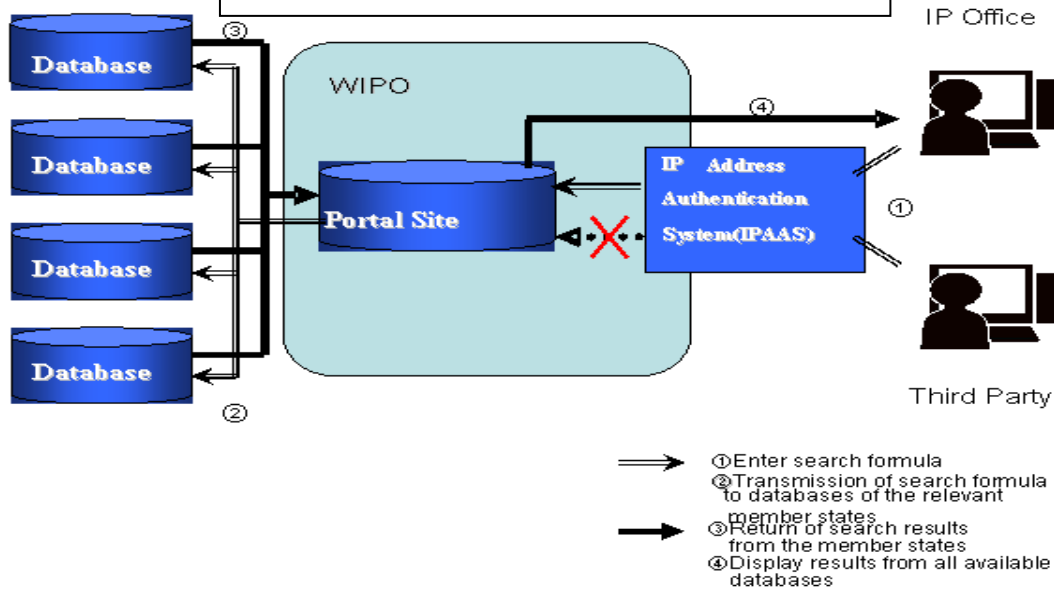 IP Office
③
Database
WIPO
④
Database
IP Address
Authentication
System(IPAAS)
①
Portal Site
Database
Database
②
Third Party
①Enter search formula
②Transmission of search formula
to databases of the relevant
member states
③Return of search results
from the member states
④Display results from all available
databases